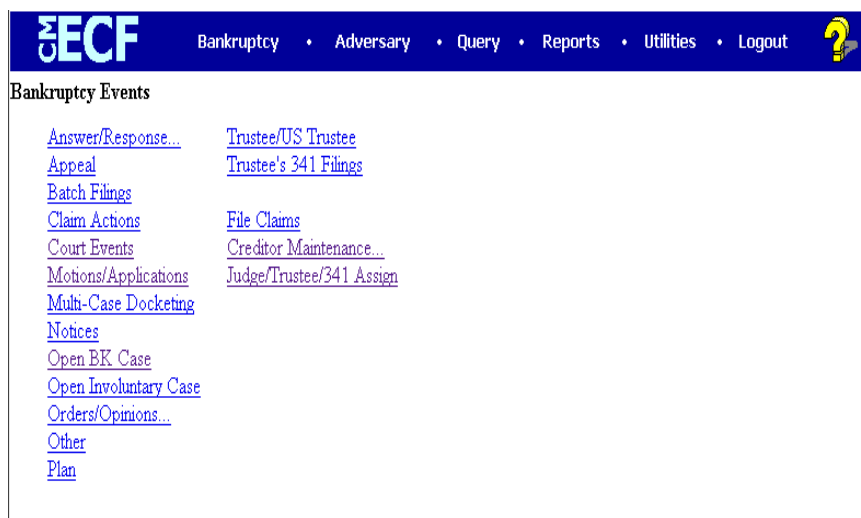 CM ECF Bankruptcy • Adversary • Query • Reports • Utilities • Logout ?
Bankruptcy Events
Answer/Response... Trustee/US Trustee
Appeal Trustee's 341 Filings
Batch Filings
Claim Actions File Claims
Court Events Creditor Maintenance...
Motions/Applications Judge/Trustee/341 Assign
Multi-Case Docketing
Notices
Open BK Case
Open Involuntary Case
Orders/Opinions...
Other
Plan